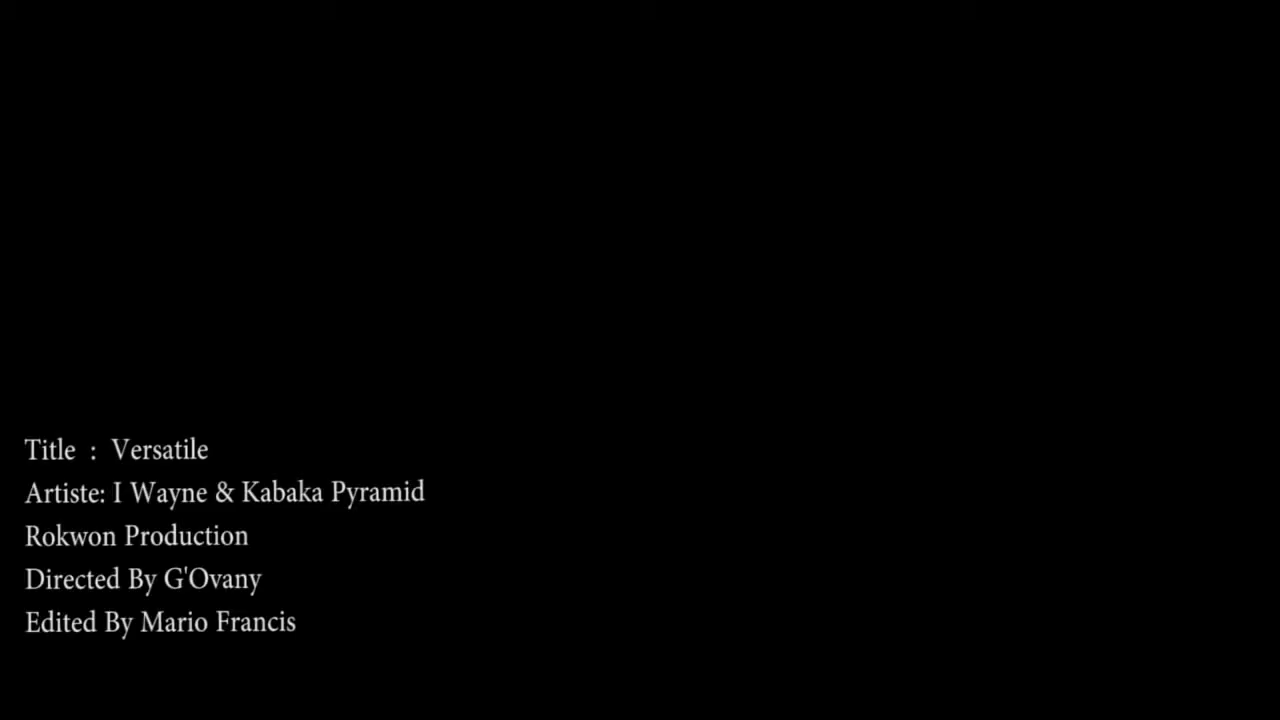 Title : Versatile
Artiste: I Wayne & Kabaka Pyramid
Rokwon Production
Directed By G'Ovany
Edited By Mario Francis